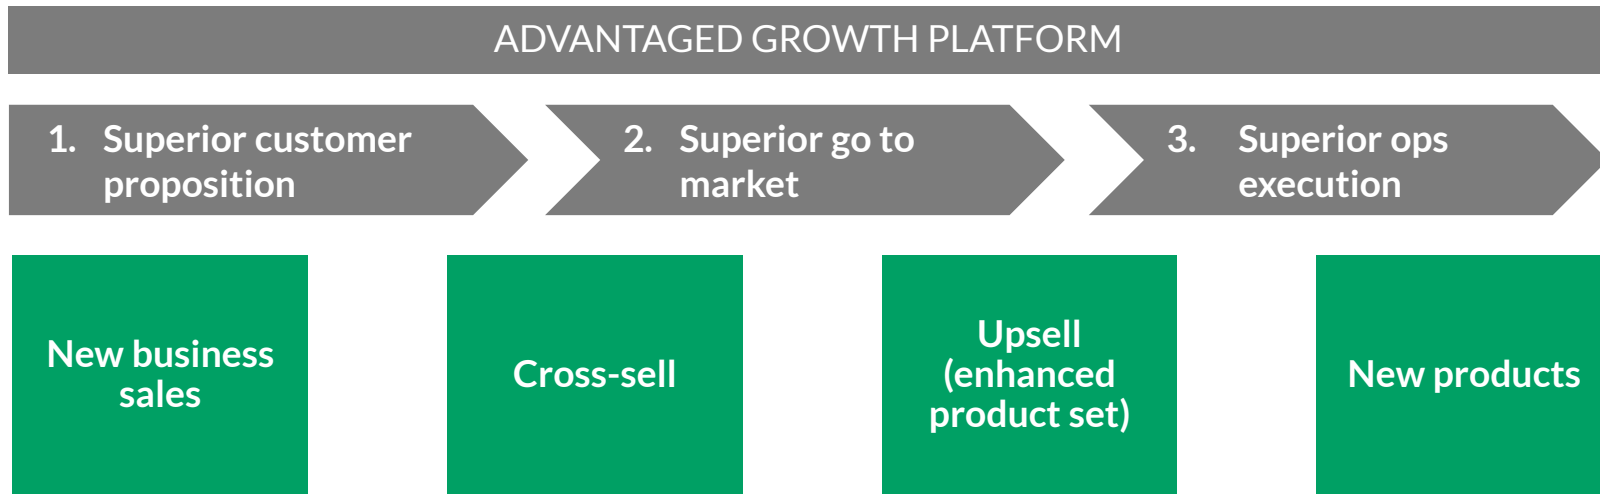 ADVANTAGED GROWTH PLATFORM
1. Superior customer
proposition
2. Superior go to
market
3. Superior ops
execution
New business
sales
Cross-sell
Upsell
(enhanced
product set)
New products